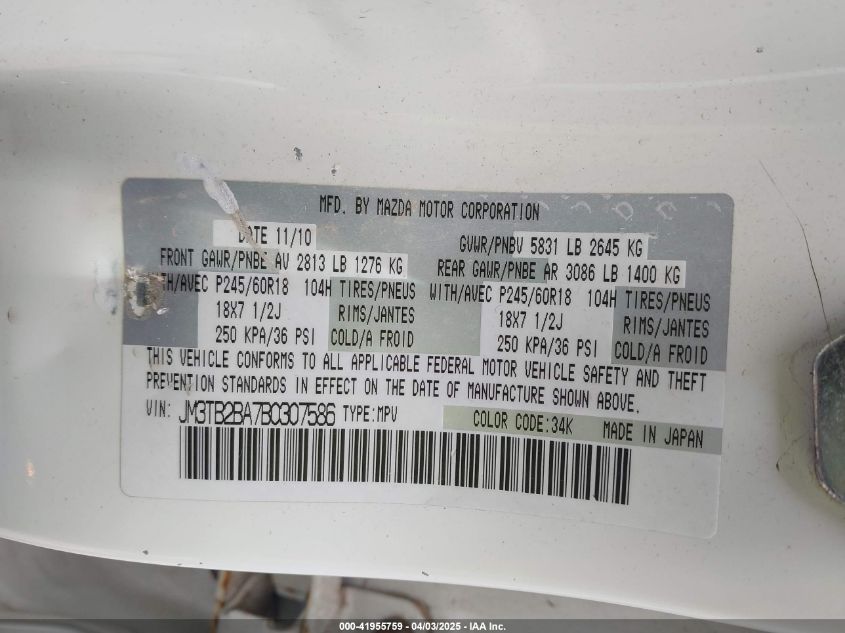 MFD. BY MAZDA MOTOR CORPORATION
DATE 11/10 GVWR/PNBV 5831 LB 2645 KG
FRONT GAWR/PNBE AV 2813 LB 1276 KG REAR GAWR/PNBE AR 3086 LB 1400 KG
WITH/AVEC P245/60R18 104H TIRES/PNEUS WITH/AVEC P245/60R18 104H TIRES/PNEUS
18X7 1/2J RIMS/JANTES 18X7 1/2J RIMS/JANTES
250 KPA/36 PSI COLD/A FROID 250 KPA/36 PSI COLD/A FROID
THIS VEHICLE CONFORMS TO ALL APPLICABLE FEDERAL MOTOR VEHICLE SAFETY AND THEFT
PREVENTION STANDARDS IN EFFECT ON THE DATE OF MANUFACTURE SHOWN ABOVE.
VIN: JM3TB2BA7B0307586 TYPE:MPV COLOR CODE:34K MADE IN JAPAN
000-41955759 - 04/03/2025 - IAA Inc.